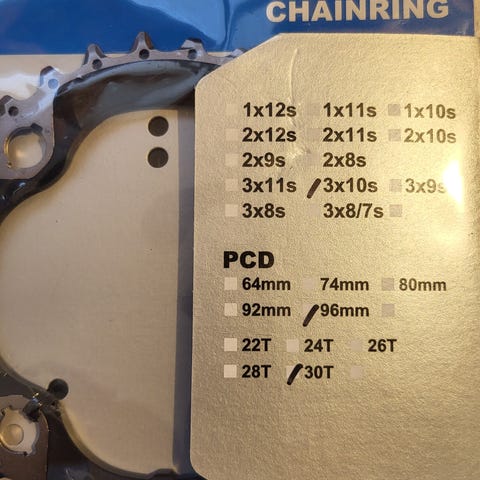 CHAINRING
1x12s 1x11s 1x10s
2x12s 2x11s 2x10s
2x9s 2x8s
3x11s 3x10s 3x9s
3x8s 3x8/7s
PCD
64mm 74mm 80mm
92mm 96mm
22T 24T 26T
28T 30T